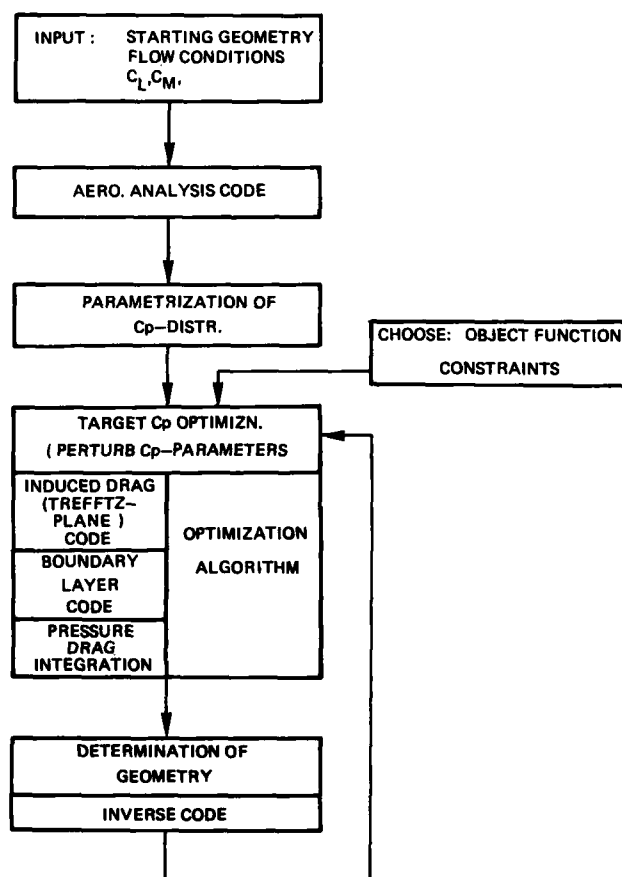 INPUT : STARTING GEOMETRY
FLOW CONDITIONS
CL,CM,
AERO. ANALYSIS CODE
PARAMETRIZATION OF
Cp-DISTR.
CHOOSE: OBJECT FUNCTION
CONSTRAINTS
TARGET Cp OPTIMIZN.
( PERTURB Cp-PARAMETERS
INDUCED DRAG
(TREFFTZ-
PLANE )
CODE
BOUNDARY
LAYER
CODE
PRESSURE
DRAG
INTEGRATION
OPTIMIZATION
ALGORITHM
DETERMINATION OF
GEOMETRY
INVERSE CODE